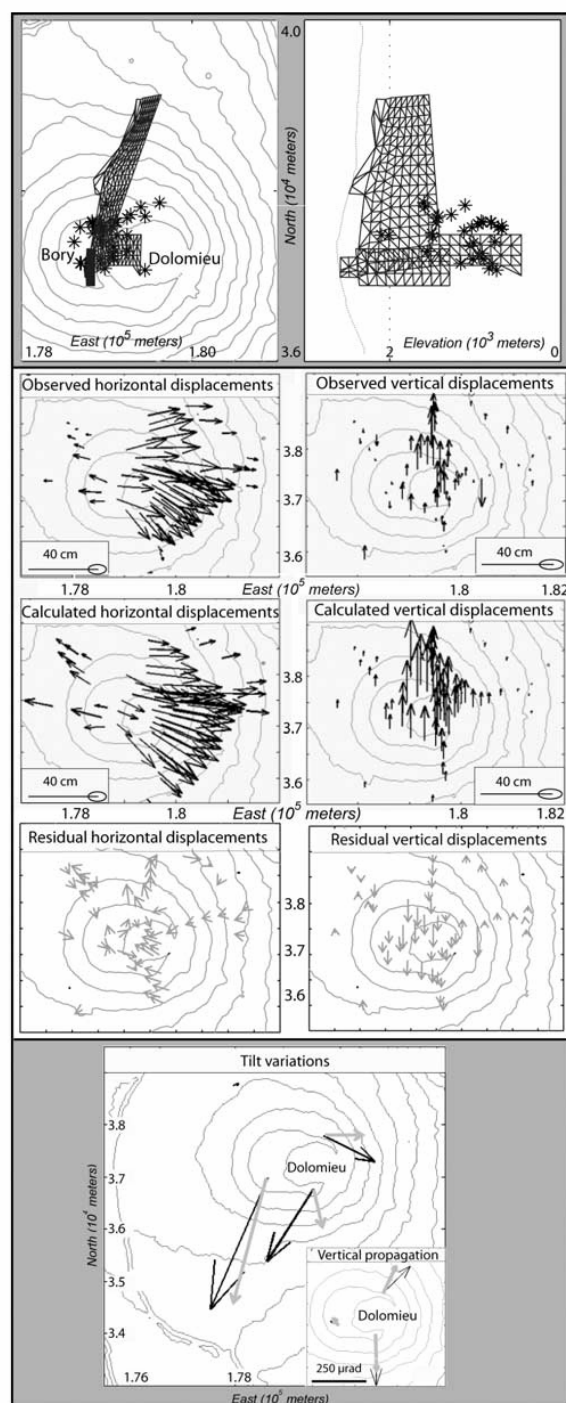 4.0
North (10⁴ meters)
Bory
Dolomieu
East (10⁵ meters)
1.78
1.80
3.6
2
Elevation (10³ meters)
0
Observed horizontal displacements
Observed vertical displacements
3.9
3.8
3.7
3.6
40 cm
40 cm
1.78
East (10⁵ meters)
1.8
1.8
1.82
Calculated horizontal displacements
Calculated vertical displacements
3.8
3.7
3.6
3.5
40 cm
40 cm
1.78
1.8
East (10⁵ meters)
1.8
1.82
Residual horizontal displacements
Residual vertical displacements
3.8
3.7
3.6
Tilt variations
3.8
Dolomieu
3.7
North (10⁴ meters)
3.6
3.5
Vertical propagation
Dolomieu
3.4
250 µrad
1.76
1.78
East (10⁵ meters)